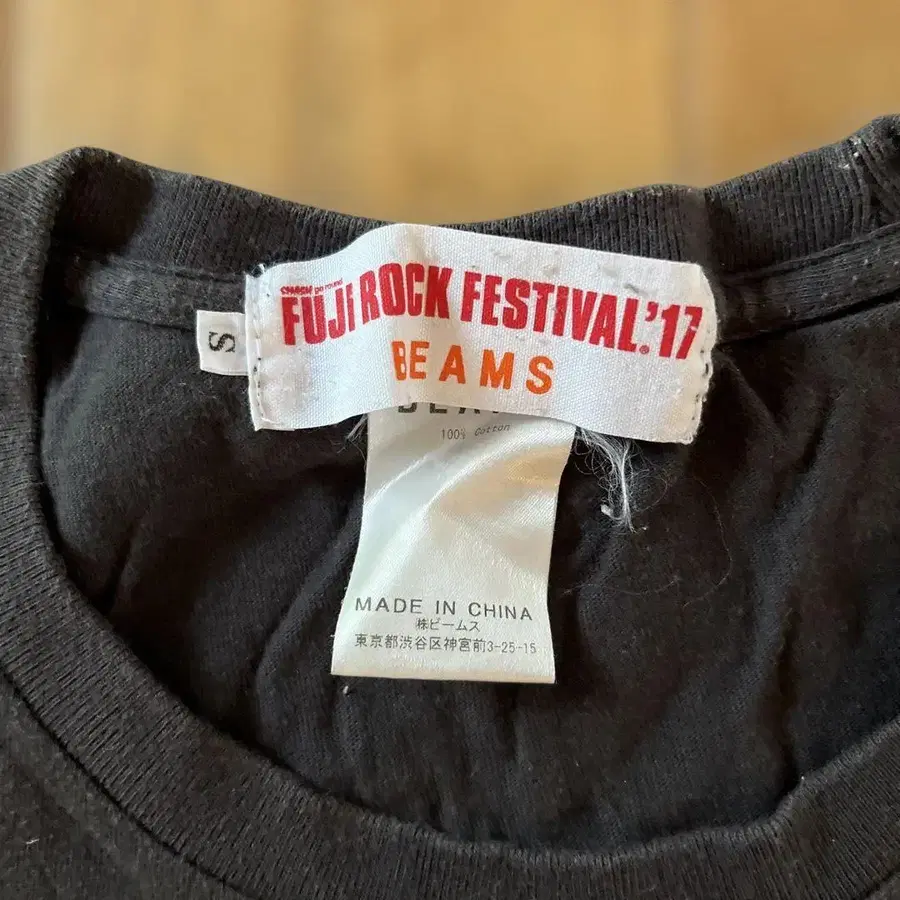 SMASH go round
FUJI ROCK FESTIVAL.'17
BEAMS
S
100% Cotton
MADE IN CHINA
㈱ビームス
東京都渋谷区神宮前3-25-15